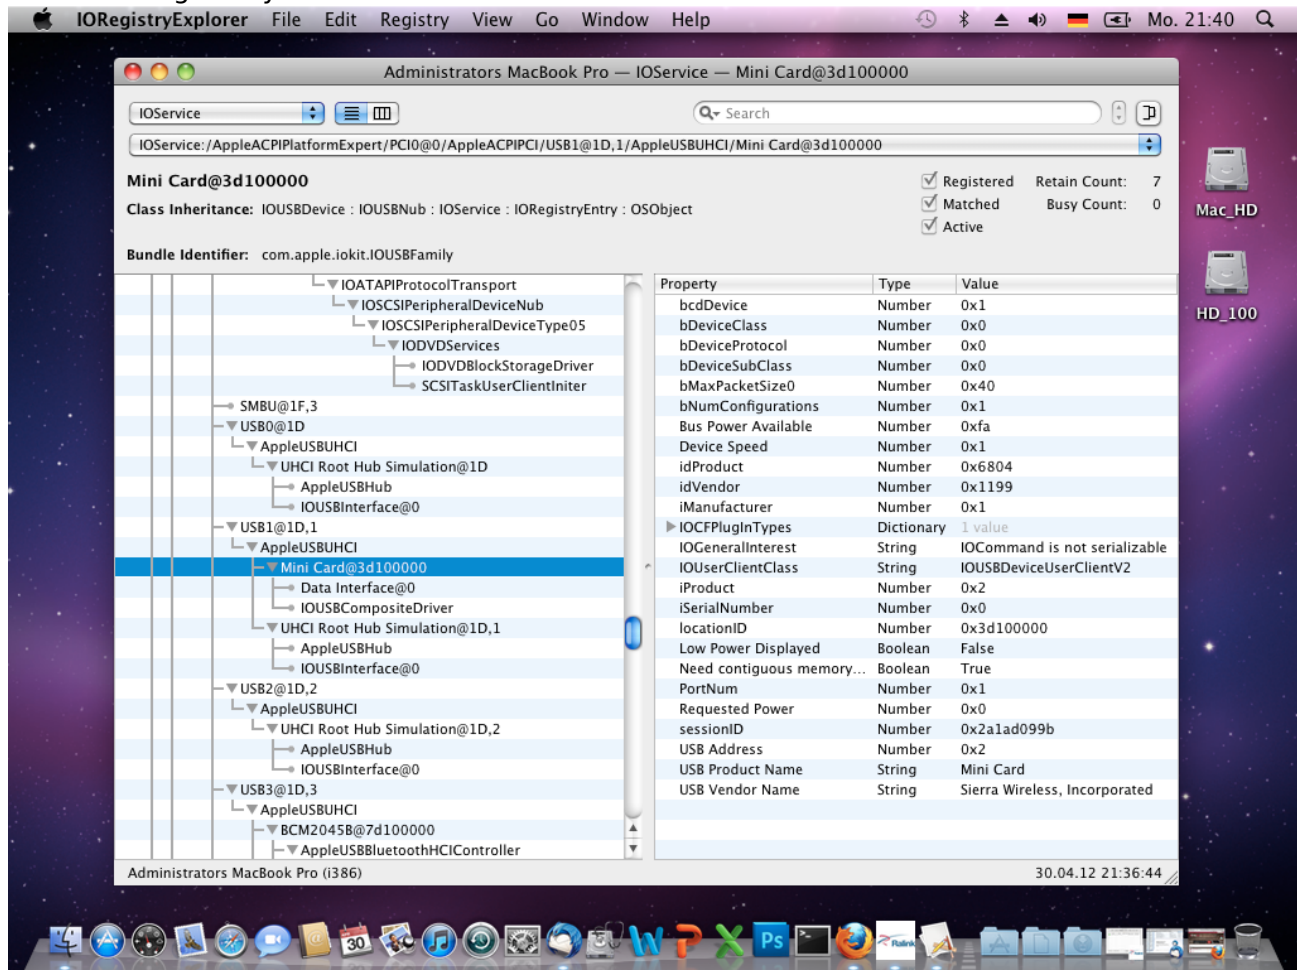 IORegistryExplorer File Edit Registry View Go Window Help Mo. 21:40
Administrators MacBook Pro — IOService — Mini Card@3d100000
IOService Search
IOService:/AppleACPIPlatformExpert/PCI0@0/AppleACPIPCI/USB1@1D,1/AppleUSBUHCI/Mini Card@3d100000
Mini Card@3d100000
Class Inheritance: IOUSBDevice : IOUSBNub : IOService : IORegistryEntry : OSObject
Bundle Identifier: com.apple.iokit.IOUSBFamily
Registered Retain Count: 7
Matched Busy Count: 0
Active
IOATAPIProtocolTransport
IOSCSIPeripheralDeviceNub
IOSCSIPeripheralDeviceType05
IODVDServices
IODVDBlockStorageDriver
SCSITaskUserClientIniter
SMBU@1F,3
USB0@1D
AppleUSBUHCI
UHCI Root Hub Simulation@1D
AppleUSBHub
IOUSBInterface@0
USB1@1D,1
AppleUSBUHCI
Mini Card@3d100000
Data Interface@0
IOUSBCompositeDriver
UHCI Root Hub Simulation@1D,1
AppleUSBHub
IOUSBInterface@0
USB2@1D,2
AppleUSBUHCI
UHCI Root Hub Simulation@1D,2
AppleUSBHub
IOUSBInterface@0
USB3@1D,3
AppleUSBUHCI
BCM2045B@7d100000
AppleUSBBluetoothHCIController
Property Type Value
bcdDevice Number 0x1
bDeviceClass Number 0x0
bDeviceProtocol Number 0x0
bDeviceSubClass Number 0x0
bMaxPacketSize0 Number 0x40
bNumConfigurations Number 0x1
Bus Power Available Number 0xfa
Device Speed Number 0x1
idProduct Number 0x6804
idVendor Number 0x1199
iManufacturer Number 0x1
IOCFPlugInTypes Dictionary 1 value
IOGeneralInterest String IOCommand is not serializable
IOUserClientClass String IOUSBDeviceUserClientV2
iProduct Number 0x2
iSerialNumber Number 0x0
locationID Number 0x3d100000
Low Power Displayed Boolean False
Need contiguous memory... Boolean True
PortNum Number 0x1
Requested Power Number 0x0
sessionID Number 0x2a1ad099b
USB Address Number 0x2
USB Product Name String Mini Card
USB Vendor Name String Sierra Wireless, Incorporated
Administrators MacBook Pro (i386) 30.04.12 21:36:44
Mac_HD
HD_100
30
Ps
Ralink